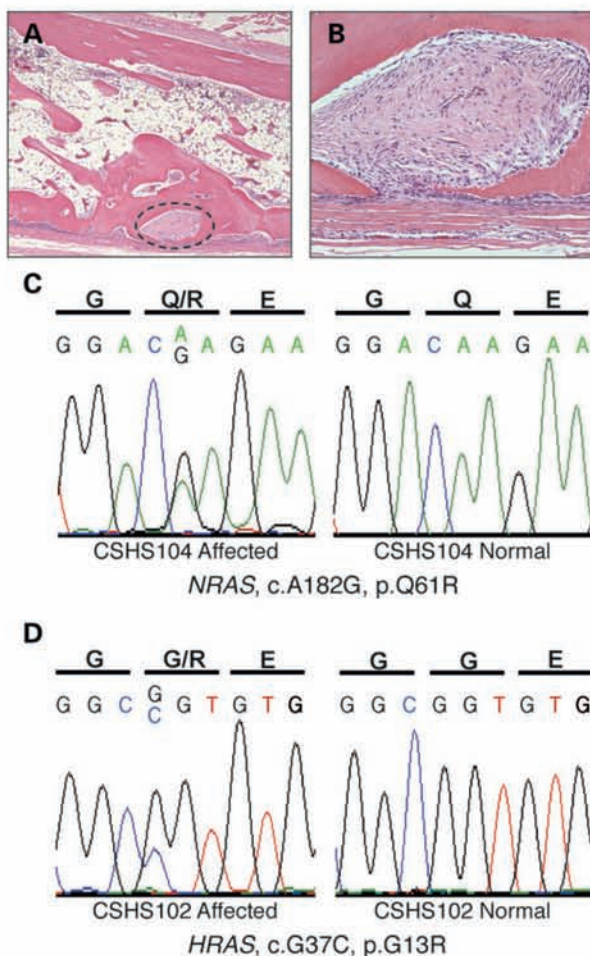 A B
C
G Q/R E G Q E
G G A C A G A G A A G G A C A A G A A
CSHS104 Affected CSHS104 Normal
NRAS, c.A182G, p.Q61R
D
G G/R E G G E
G G C G C G T G T G G G C G G T G T G
CSHS102 Affected CSHS102 Normal
HRAS, c.G37C, p.G13R